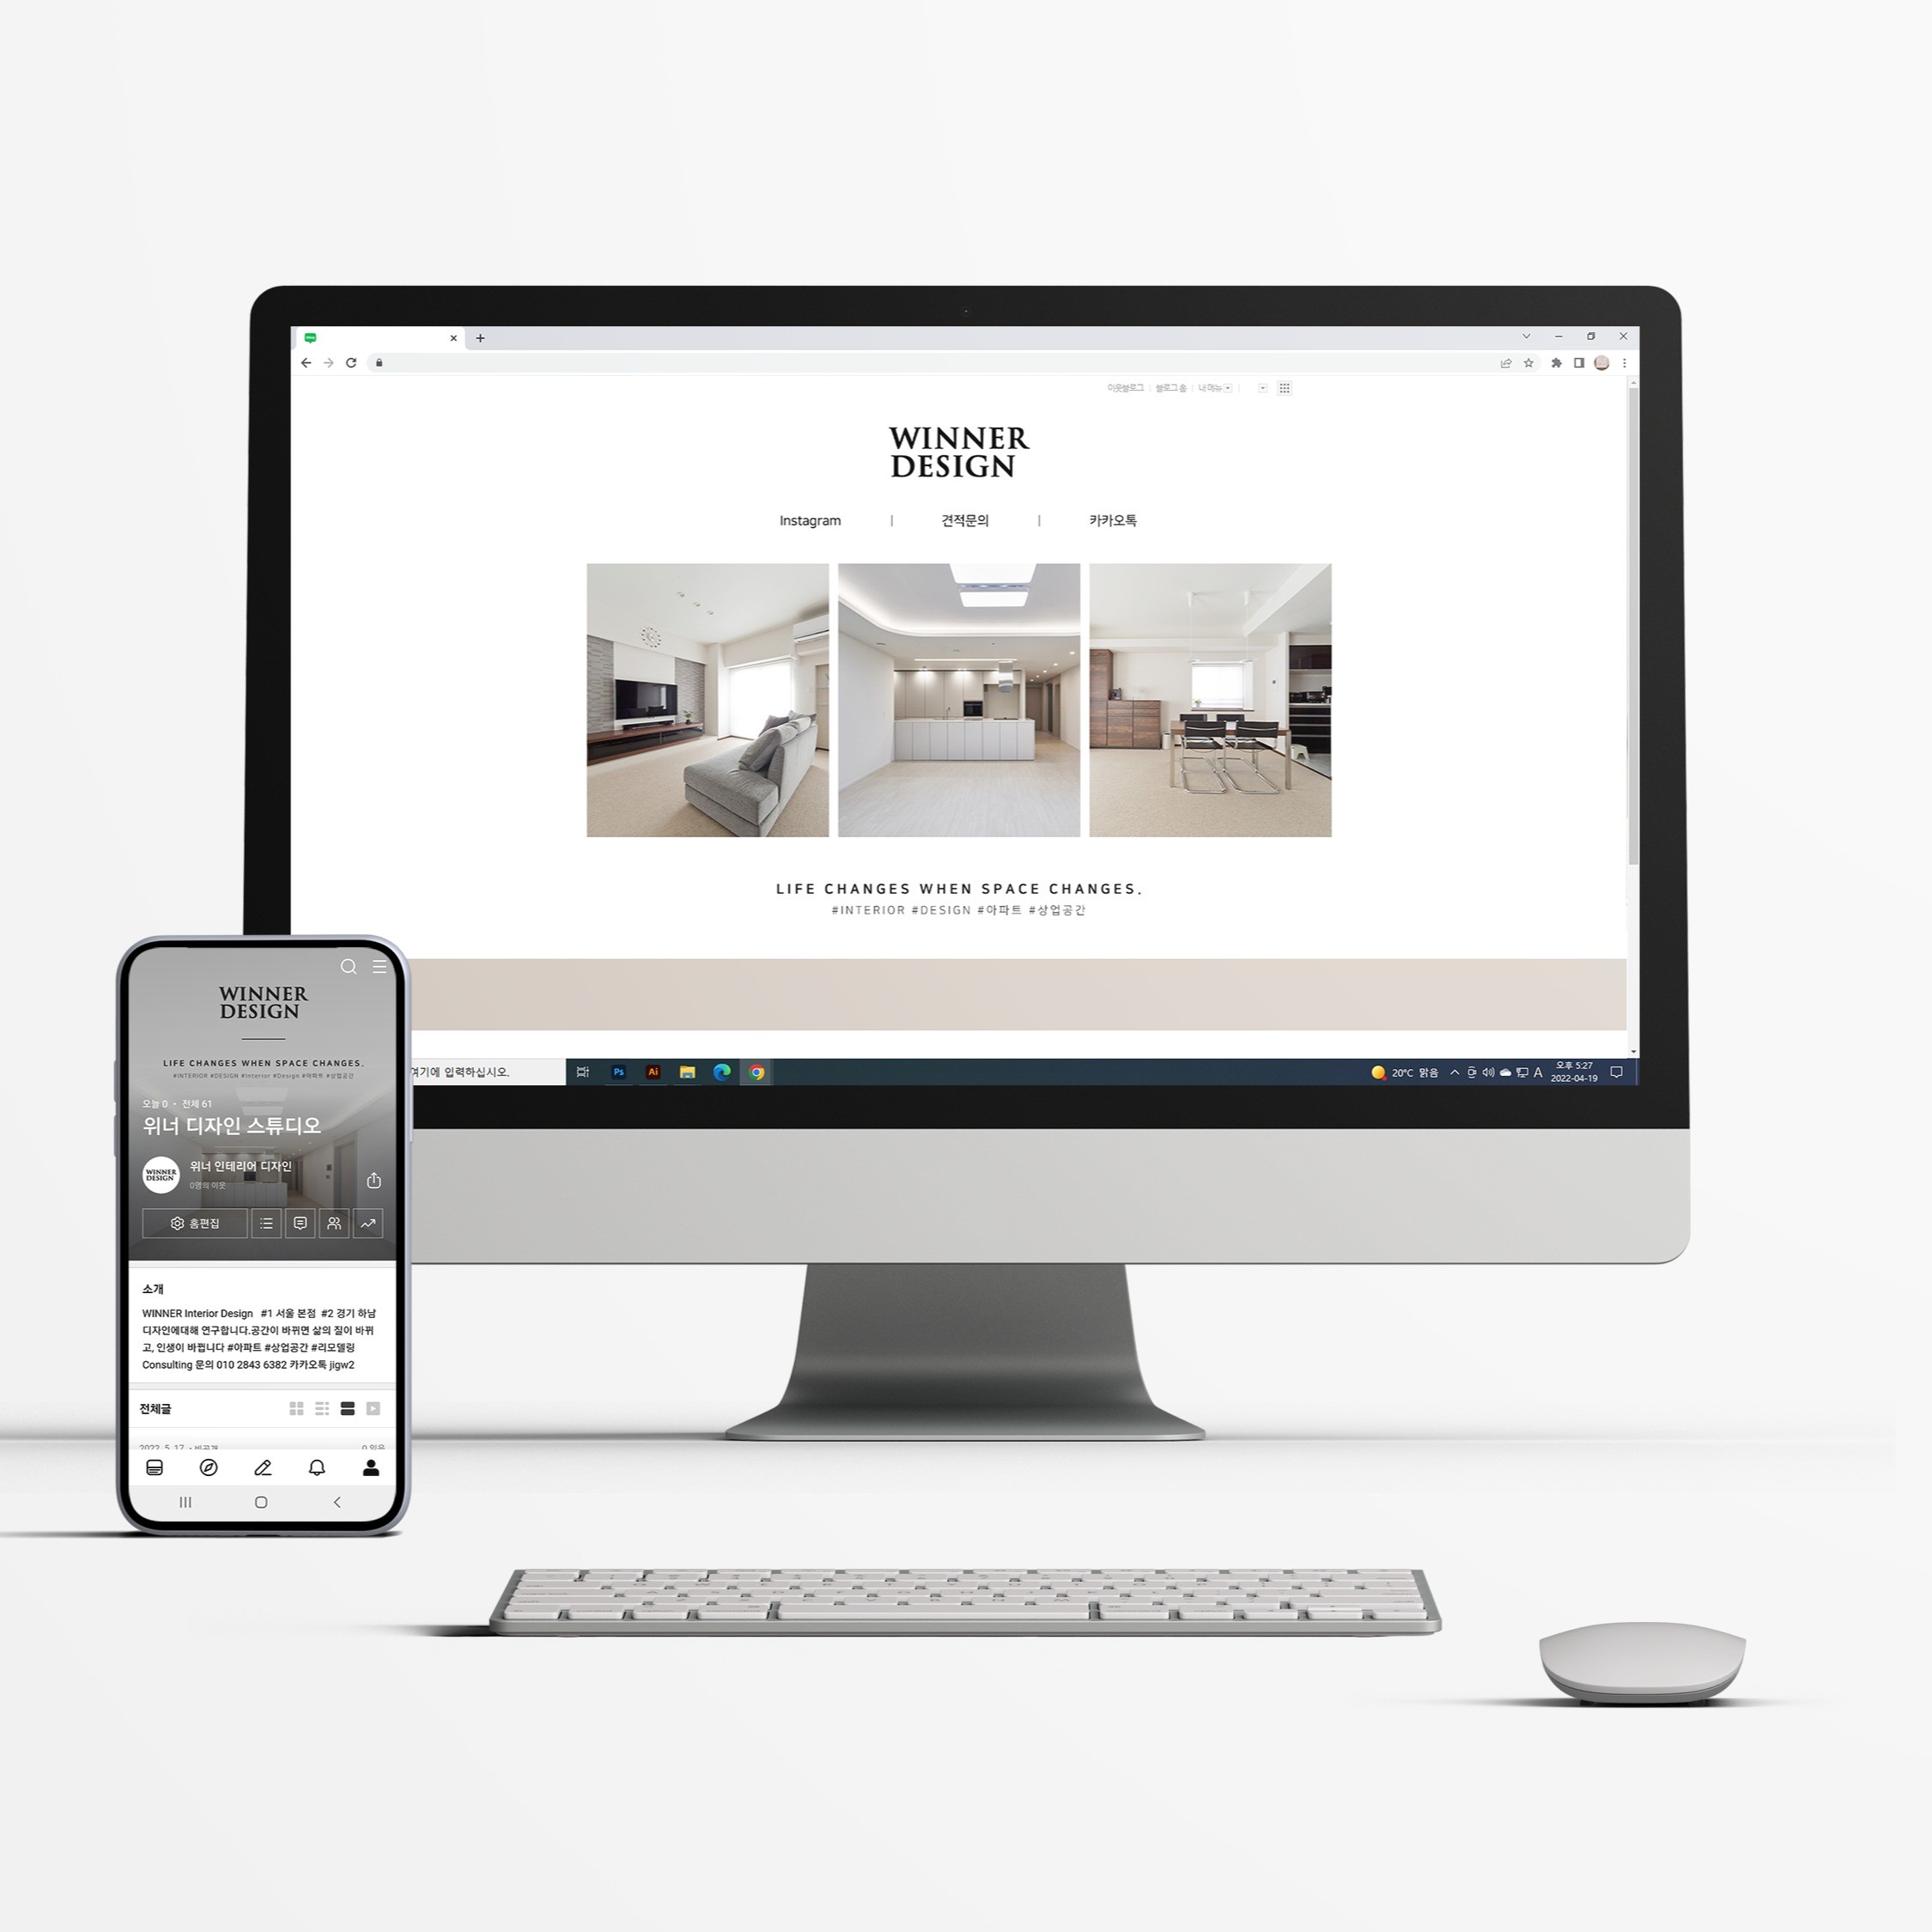 이웃블로그 | 블로그 홈 | 내 메뉴
WINNER
DESIGN
Instagram | 견적문의 | 카카오톡
LIFE CHANGES WHEN SPACE CHANGES.
#INTERIOR #DESIGN #아파트 #상업공간
여기에 입력하십시오.
Ps
Ai
20°C 맑음
A
오후 5:27
2022-04-19
WINNER
DESIGN
LIFE CHANGES WHEN SPACE CHANGES.
#INTERIOR #DESIGN #Interior #Design #아파트 #상업공간
오늘 0 · 전체 61
위너 디자인 스튜디오
WINNER
DESIGN
위너 인테리어 디자인
0명의 이웃
홈편집
소개
WINNER Interior Design #1 서울 본점 #2 경기 하남
디자인에대해 연구합니다.공간이 바뀌면 삶의 질이 바뀌
고, 인생이 바뀝니다 #아파트 #상업공간 #리모델링
Consulting 문의 010 2843 6382 카카오톡 jigw2
전체글
2022. 5. 17. · 비공개
0 읽음